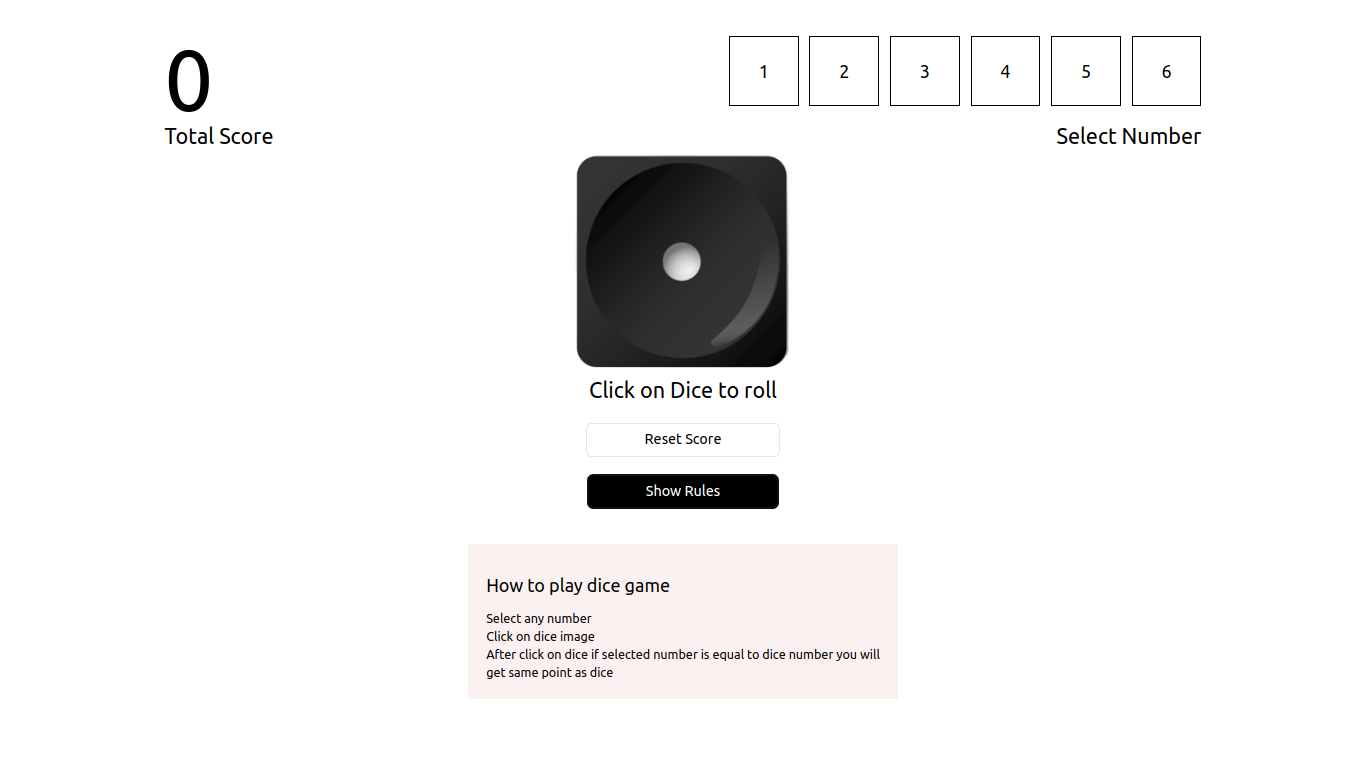 0
1 2 3 4 5 6
Total Score
Select Number
Click on Dice to roll
Reset Score
Show Rules
How to play dice game
Select any number
Click on dice image
After click on dice if selected number is equal to dice number you will
get same point as dice